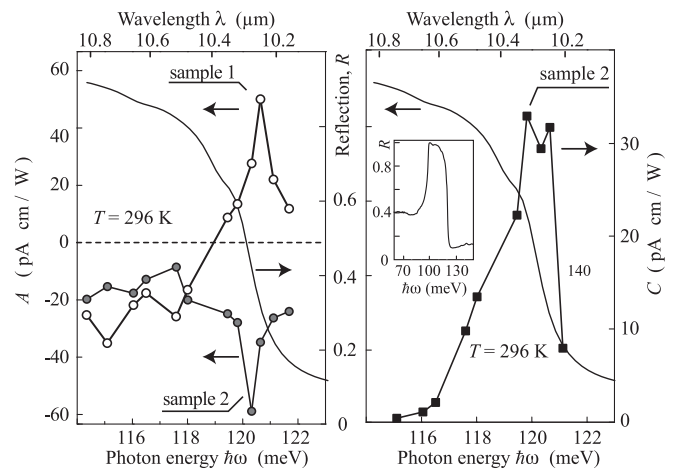 Wavelength λ (μm)
10.8 10.6 10.4 10.2
60
40
20
0
-20
-40
-60
A (pA cm / W)
sample 1
T = 296 K
sample 2
116 118 120 122
Photon energy ħω (meV)
Reflection, R
0.6
0.4
0.2
0
Wavelength λ (μm)
10.8 10.6 10.4 10.2
sample 2
R
1
0.8
0.4
0
70 100 130
ħω (meV)
140
T = 296 K
30
20
10
0
C (pA cm / W)
116 118 120 122
Photon energy ħω (meV)